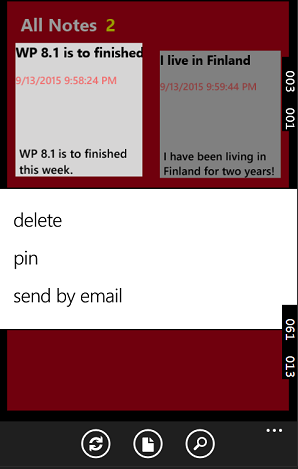 All Notes 2
WP 8.1 is to finished
9/13/2015 9:58:24 PM
WP 8.1 is to finished
this week.
I live in Finland
9/13/2015 9:59:44 PM
I have been living in
Finland for two years!
003 001
delete
pin
send by email
061 013